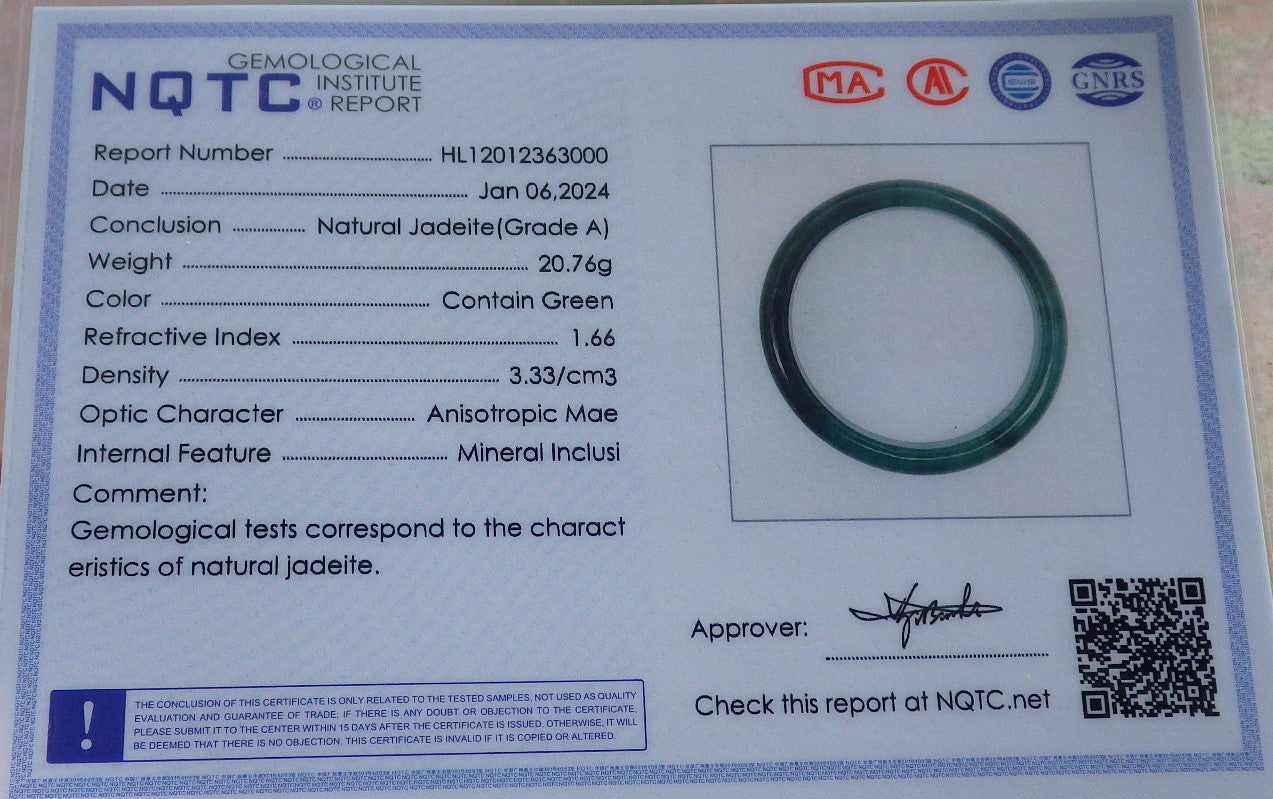 GEMOLOGICAL
NQTC® INSTITUTE
REPORT
MA
GNRS
Report Number ........................ HL12012363000
Date ........................ Jan 06,2024
Conclusion ............ Natural Jadeite(Grade A)
Weight ........................ 20.76g
Color ........................ Contain Green
Refractive Index ........................ 1.66
Density ........................ 3.33/cm3
Optic Character ............ Anisotropic Mae
Internal Feature ............ Mineral Inclusi
Comment:
Gemological tests correspond to the charact
eristics of natural jadeite.
Approver:
Check this report at NQTC.net
!
THE CONCLUSION OF THIS CERTIFICATE IS ONLY RELATED TO THE TESTED SAMPLES, NOT USED AS QUALITY
EVALUATION AND GUARANTEE OF TRADE; IF THERE IS ANY DOUBT OR OBJECTION TO THE CERTIFICATE,
PLEASE SUBMIT IT TO THE CENTER WITHIN 15 DAYS AFTER THE CERTIFICATE IS ISSUED. OTHERWISE, IT WILL
BE DEEMED THAT THERE IS NO OBJECTION. THIS CERTIFICATE IS INVALID IF IT IS COPIED OR ALTERED.